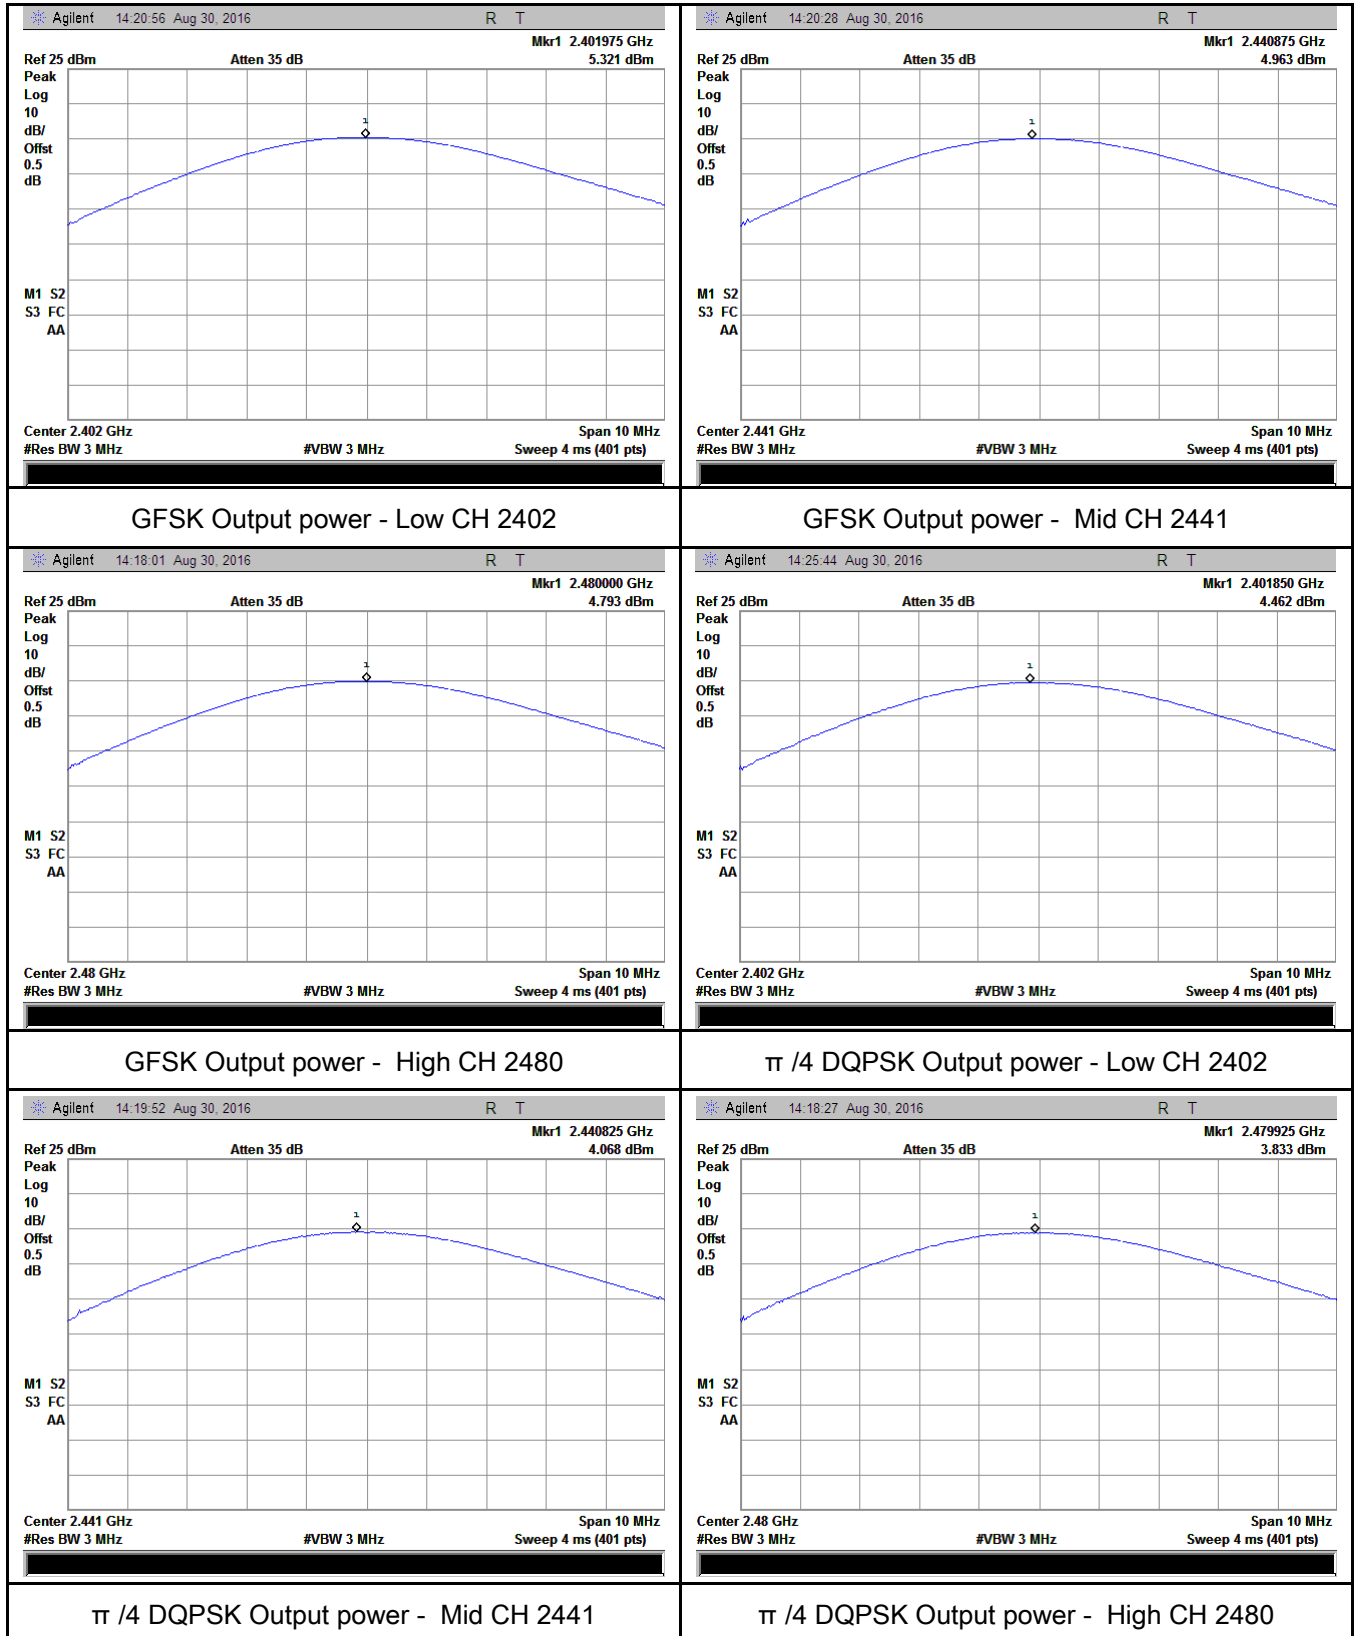 Agilent 14:20:56 Aug 30, 2016 R T
Mkr1 2.401975 GHz
Ref 25 dBm Atten 35 dB 5.321 dBm
Peak
Log
10
dB/
Offst
0.5
dB
1
M1 S2
S3 FC
AA
Center 2.402 GHz Span 10 MHz
#Res BW 3 MHz #VBW 3 MHz Sweep 4 ms (401 pts)
GFSK Output power - Low CH 2402
Agilent 14:20:28 Aug 30, 2016 R T
Mkr1 2.440875 GHz
Ref 25 dBm Atten 35 dB 4.963 dBm
Peak
Log
10
dB/
Offst
0.5
dB
1
M1 S2
S3 FC
AA
Center 2.441 GHz Span 10 MHz
#Res BW 3 MHz #VBW 3 MHz Sweep 4 ms (401 pts)
GFSK Output power - Mid CH 2441
Agilent 14:18:01 Aug 30, 2016 R T
Mkr1 2.480000 GHz
Ref 25 dBm Atten 35 dB 4.793 dBm
Peak
Log
10
dB/
Offst
0.5
dB
1
M1 S2
S3 FC
AA
Center 2.48 GHz Span 10 MHz
#Res BW 3 MHz #VBW 3 MHz Sweep 4 ms (401 pts)
GFSK Output power - High CH 2480
Agilent 14:25:44 Aug 30, 2016 R T
Mkr1 2.401850 GHz
Ref 25 dBm Atten 35 dB 4.462 dBm
Peak
Log
10
dB/
Offst
0.5
dB
1
M1 S2
S3 FC
AA
Center 2.402 GHz Span 10 MHz
#Res BW 3 MHz #VBW 3 MHz Sweep 4 ms (401 pts)
π /4 DQPSK Output power - Low CH 2402
Agilent 14:19:52 Aug 30, 2016 R T
Mkr1 2.440825 GHz
Ref 25 dBm Atten 35 dB 4.068 dBm
Peak
Log
10
dB/
Offst
0.5
dB
1
M1 S2
S3 FC
AA
Center 2.441 GHz Span 10 MHz
#Res BW 3 MHz #VBW 3 MHz Sweep 4 ms (401 pts)
π /4 DQPSK Output power - Mid CH 2441
Agilent 14:18:27 Aug 30, 2016 R T
Mkr1 2.479925 GHz
Ref 25 dBm Atten 35 dB 3.833 dBm
Peak
Log
10
dB/
Offst
0.5
dB
1
M1 S2
S3 FC
AA
Center 2.48 GHz Span 10 MHz
#Res BW 3 MHz #VBW 3 MHz Sweep 4 ms (401 pts)
π /4 DQPSK Output power - High CH 2480